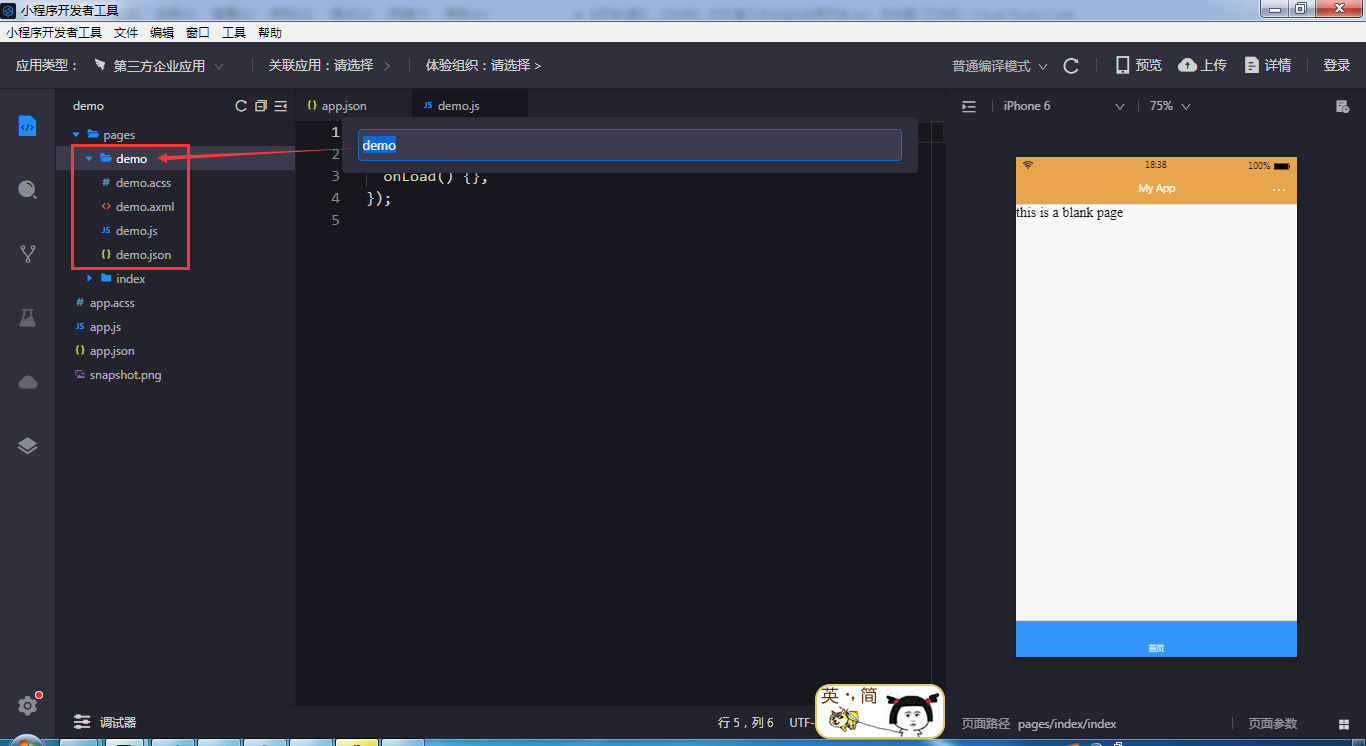 小程序开发者工具
小程序开发者工具 文件 编辑 窗口 工具 帮助
应用类型： 第三方企业应用 关联应用：请选择 > 体验组织：请选择 > 普通编译模式 预览 上传 详情 登录
demo
{} app.json
JS demo.js
iPhone 6 75%
pages
demo
# demo.acss
<> demo.axml
JS demo.js
{} demo.json
index
# app.acss
JS app.js
{} app.json
snapshot.png
demo
1
2
3 onLoad() {},
4 });
5
18:38 100%
My App ...
this is a blank page
首页
调试器
行 5，列 6 UTF-
英 ·, 简
页面路径 pages/index/index 页面参数